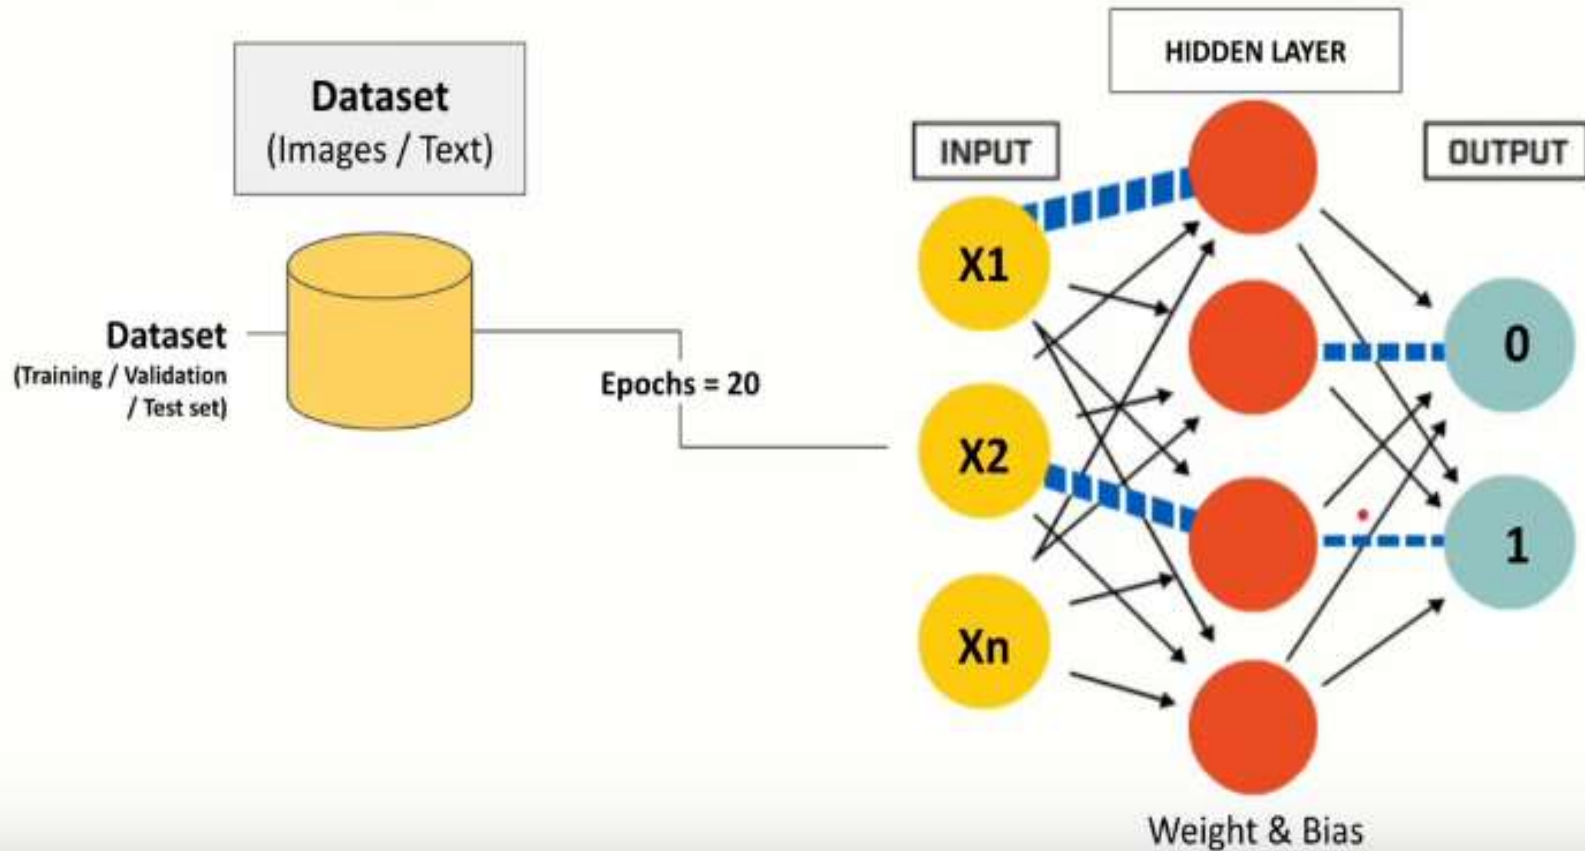 Dataset
(Images / Text)
Dataset
(Training / Validation
/ Test set)
Epochs = 20
HIDDEN LAYER
INPUT
OUTPUT
X1
X2
Xn
0
1
Weight & Bias